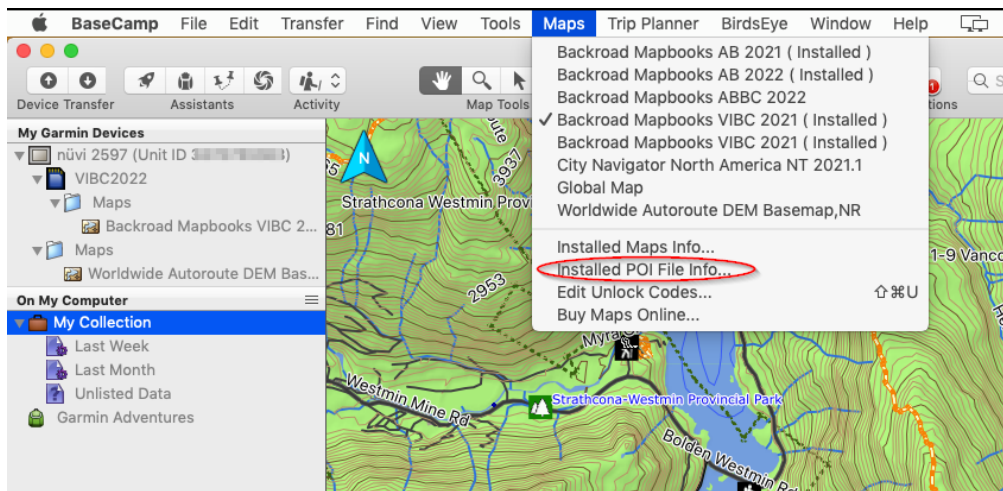 BaseCamp File Edit Transfer Find View Tools Maps Trip Planner BirdsEye Window Help
Device Transfer Assistants Activity Map Tools
My Garmin Devices
nüvi 2597 (Unit ID 3
VIBC2022
Maps
Backroad Mapbooks VIBC 2...
Maps
Worldwide Autoroute DEM Bas...
On My Computer
My Collection
Last Week
Last Month
Unlisted Data
Garmin Adventures
Backroad Mapbooks AB 2021 ( Installed )
Backroad Mapbooks AB 2022 ( Installed )
Backroad Mapbooks ABBC 2022
✓ Backroad Mapbooks VIBC 2021 ( Installed )
Backroad Mapbooks VIBC 2021 ( Installed )
City Navigator North America NT 2021.1
Global Map
Worldwide Autoroute DEM Basemap,NR
Installed Maps Info...
Installed POI File Info...
Edit Unlock Codes... ⇧⌘U
Buy Maps Online...
N
3937
Strathcona Westmin Prov
81
2953
1-9 Vanc
Myra
Westmin Mine Rd
Strathcona-Westmin Provincial Park
Bolden Westmin Rd